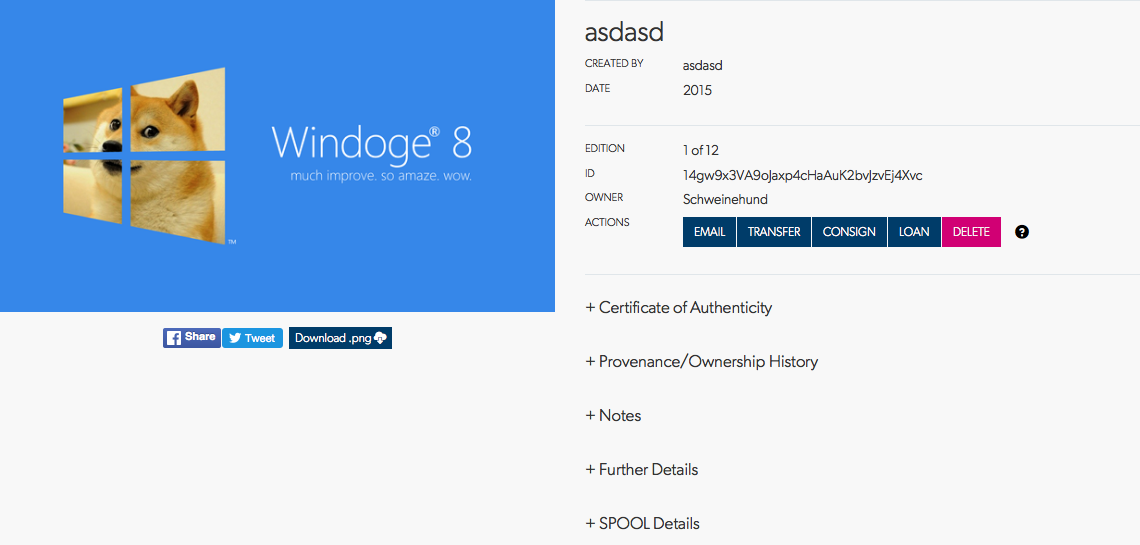 Windoge® 8
much improve. so amaze. wow.
TM
Share
Tweet
Download .png
asdasd
CREATED BY asdasd
DATE 2015
EDITION 1 of 12
ID 14gw9x3VA9oJaxp4cHaAuK2bvJzvEj4Xvc
OWNER Schweinehund
ACTIONS EMAIL TRANSFER CONSIGN LOAN DELETE ?
+ Certificate of Authenticity
+ Provenance/Ownership History
+ Notes
+ Further Details
+ SPOOL Details